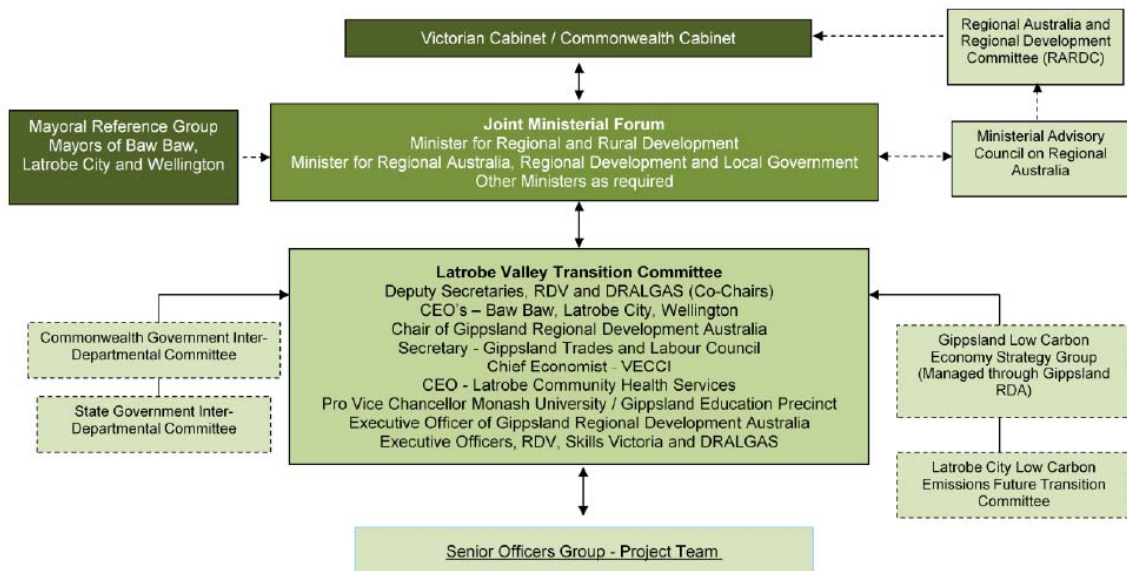 Victorian Cabinet / Commonwealth Cabinet
Regional Australia and
Regional Development
Committee (RARDC)
Mayoral Reference Group
Mayors of Baw Baw,
Latrobe City and Wellington
Joint Ministerial Forum
Minister for Regional and Rural Development
Minister for Regional Australia, Regional Development and Local Government
Other Ministers as required
Ministerial Advisory
Council on Regional
Australia
Latrobe Valley Transition Committee
Deputy Secretaries, RDV and DRALGAS (Co-Chairs)
CEO's – Baw Baw, Latrobe City, Wellington
Chair of Gippsland Regional Development Australia
Secretary - Gippsland Trades and Labour Council
Chief Economist - VECCI
CEO - Latrobe Community Health Services
Pro Vice Chancellor Monash University / Gippsland Education Precinct
Executive Officer of Gippsland Regional Development Australia
Executive Officers, RDV, Skills Victoria and DRALGAS
Commonwealth Government Inter-
Departmental Committee
State Government Inter-
Departmental Committee
Gippsland Low Carbon
Economy Strategy Group
(Managed through Gippsland
RDA)
Latrobe City Low Carbon
Emissions Future Transition
Committee
Senior Officers Group - Project Team